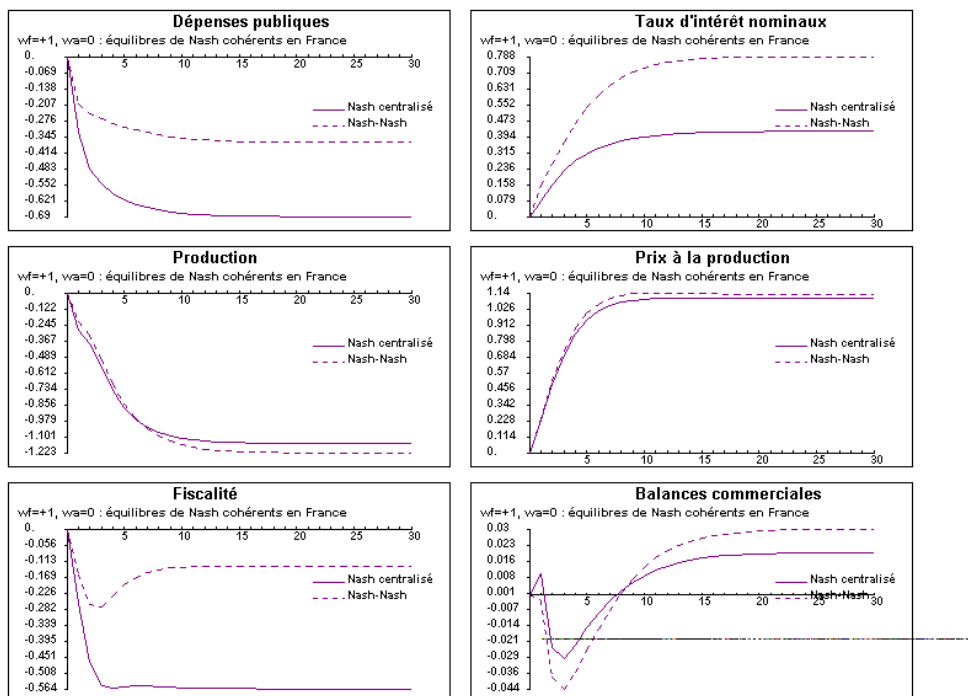 Dépenses publiques
wf=+1, wa=0 : équilibres de Nash cohérents en France
0.
-0.069
-0.138
-0.207
-0.276
-0.345
-0.414
-0.483
-0.552
-0.621
-0.69
5 10 15 20 25 30
Nash centralisé
Nash-Nash
Taux d'intérêt nominaux
wf=+1, wa=0 : équilibres de Nash cohérents en France
0.788
0.709
0.631
0.552
0.473
0.394
0.315
0.236
0.158
0.079
0.
5 10 15 20 25 30
Nash centralisé
Nash-Nash
Production
wf=+1, wa=0 : équilibres de Nash cohérents en France
0.
-0.122
-0.245
-0.367
-0.489
-0.612
-0.734
-0.856
-0.979
-1.101
-1.223
5 10 15 20 25 30
Nash centralisé
Nash-Nash
Prix à la production
wf=+1, wa=0 : équilibres de Nash cohérents en France
1.14
1.026
0.912
0.798
0.684
0.57
0.456
0.342
0.228
0.114
0.
5 10 15 20 25 30
Nash centralisé
Nash-Nash
Fiscalité
wf=+1, wa=0 : équilibres de Nash cohérents en France
0.
-0.056
-0.113
-0.169
-0.226
-0.282
-0.339
-0.395
-0.451
-0.508
-0.564
5 10 15 20 25 30
Nash centralisé
Nash-Nash
Balances commerciales
wf=+1, wa=0 : équilibres de Nash cohérents en France
0.03
0.023
0.016
0.008
0.001
-0.007
-0.014
-0.021
-0.029
-0.036
-0.044
5 10 15 20 25 30
Nash centralisé
Nash-Nash